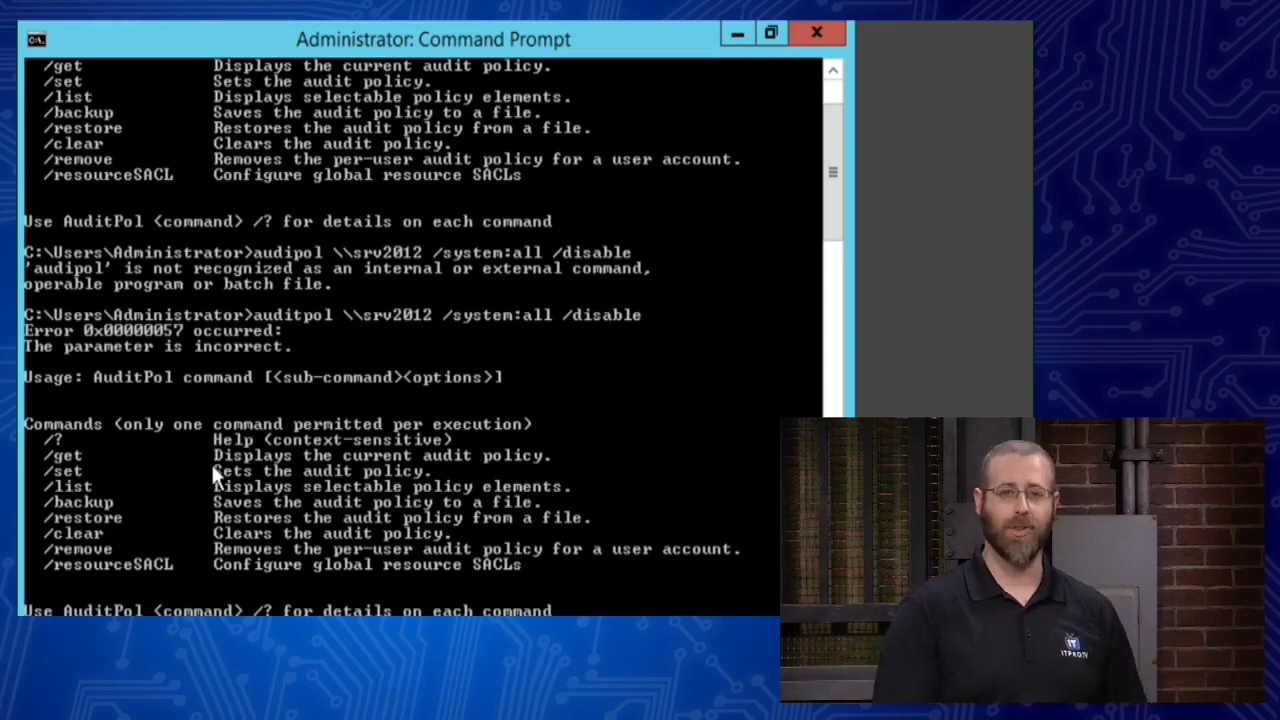 Administrator: Command Prompt
/get Displays the current audit policy.
/set Sets the audit policy.
/list Displays selectable policy elements.
/backup Saves the audit policy to a file.
/restore Restores the audit policy from a file.
/clear Clears the audit policy.
/remove Removes the per-user audit policy for a user account.
/resourceSACL Configure global resource SACLs
Use AuditPol <command> /? for details on each command
C:\Users\Administrator>audipol \\srv2012 /system:all /disable
'audipol' is not recognized as an internal or external command,
operable program or batch file.
C:\Users\Administrator>auditpol \\srv2012 /system:all /disable
Error 0x00000057 occurred:
The parameter is incorrect.
Usage: AuditPol command [<sub-command><options>]
Commands (only one command permitted per execution)
/? Help (context-sensitive)
/get Displays the current audit policy.
/set Sets the audit policy.
/list Displays selectable policy elements.
/backup Saves the audit policy to a file.
/restore Restores the audit policy from a file.
/clear Clears the audit policy.
/remove Removes the per-user audit policy for a user account.
/resourceSACL Configure global resource SACLs
Use AuditPol <command> /? for details on each command
IT
ITPROTV